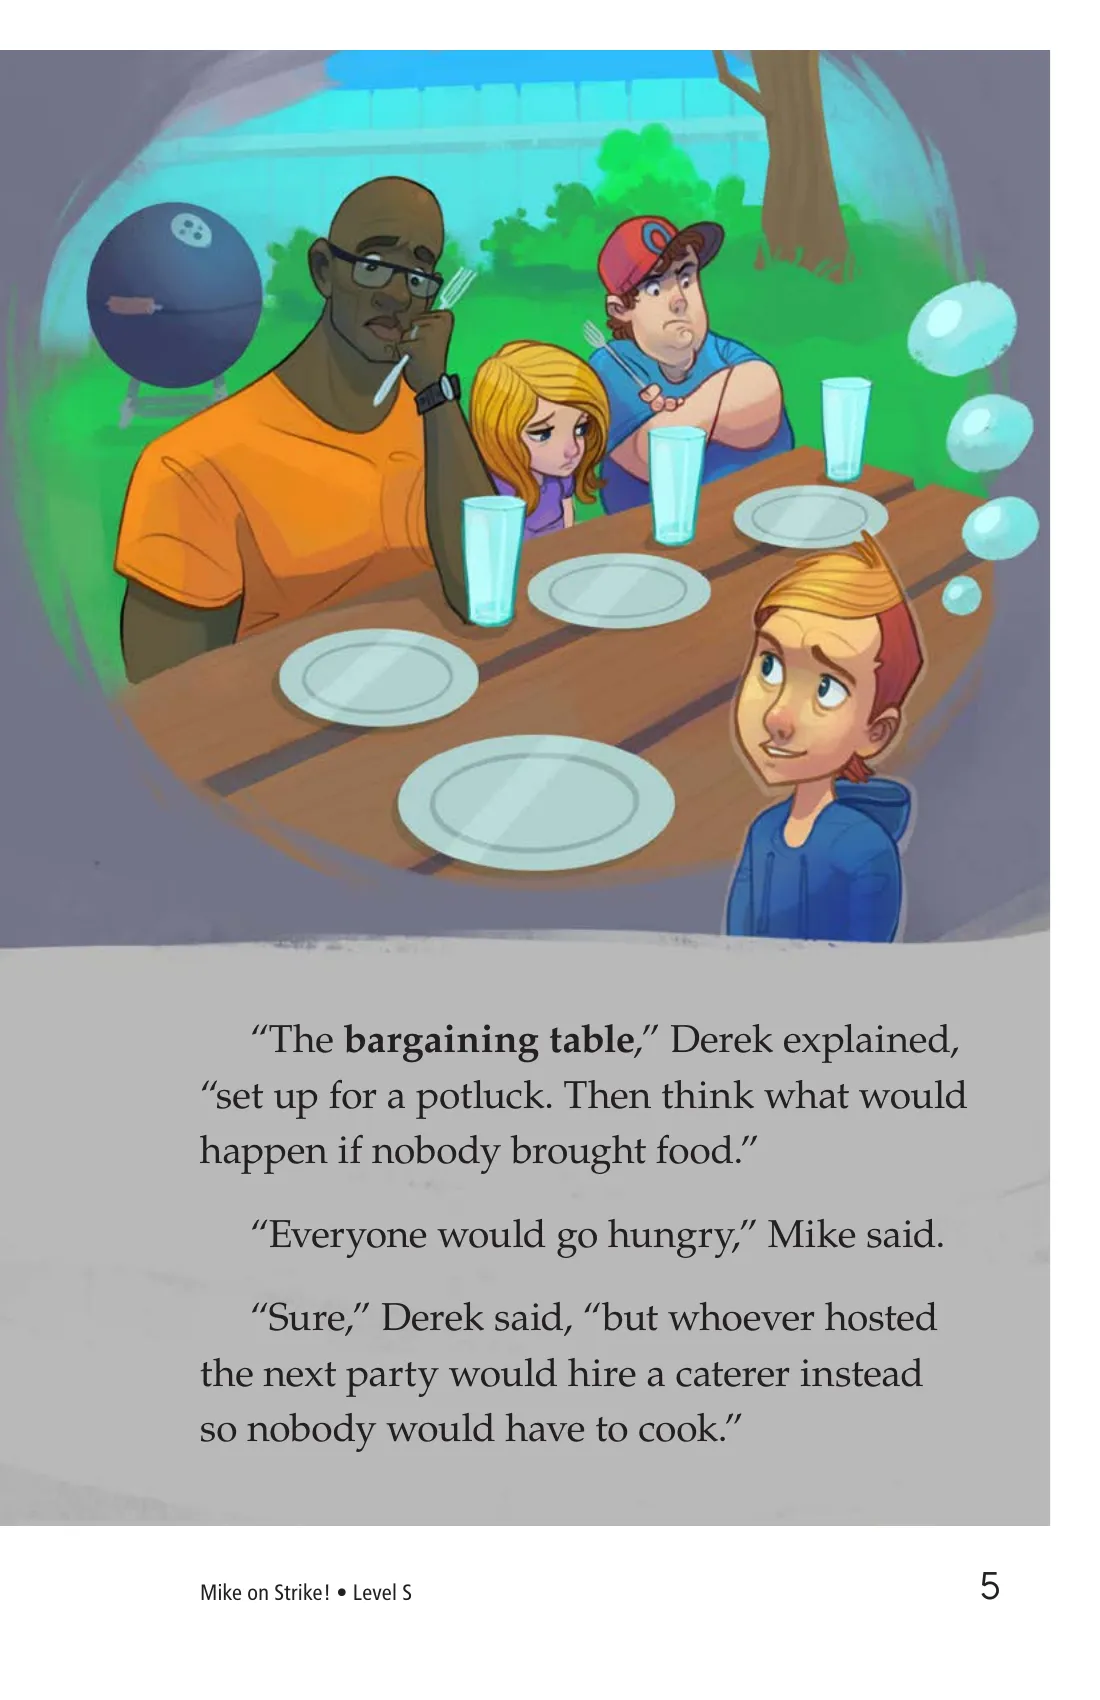 “The bargaining table,” Derek explained,
“set up for a potluck. Then think what would
happen if nobody brought food.”
“Everyone would go hungry,” Mike said.
“Sure,” Derek said, “but whoever hosted
the next party would hire a caterer instead
so nobody would have to cook.”
Mike on Strike! • Level S
5